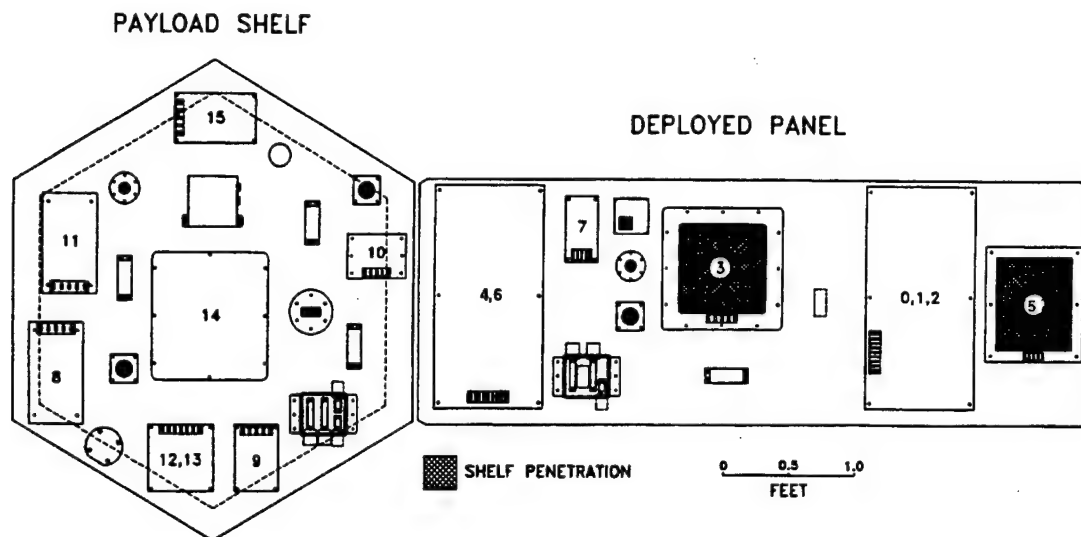 PAYLOAD SHELF
DEPLOYED PANEL
15
11
10
14
8
12,13
9
4,6
7
3
0,1,2
5
SHELF PENETRATION
0 0.5 1.0
FEET